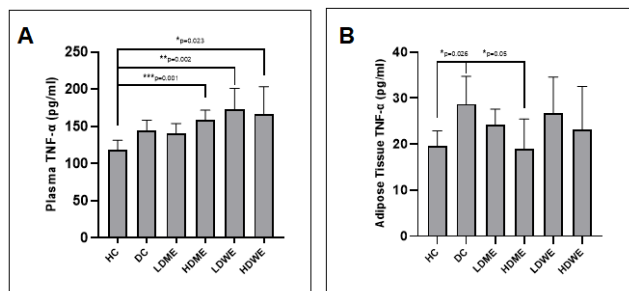 A
*p=0.023
**p=0.002
***p=0.001
Plasma TNF-α (pg/ml)
250
200
150
100
50
0
HC
DC
LDME
HDME
LDWE
HDWE
B
*p=0.026
*p=0.05
Adipose Tissue TNF-α (pg/ml)
40
30
20
10
0
HC
DC
LDME
HDME
LDWE
HDWE